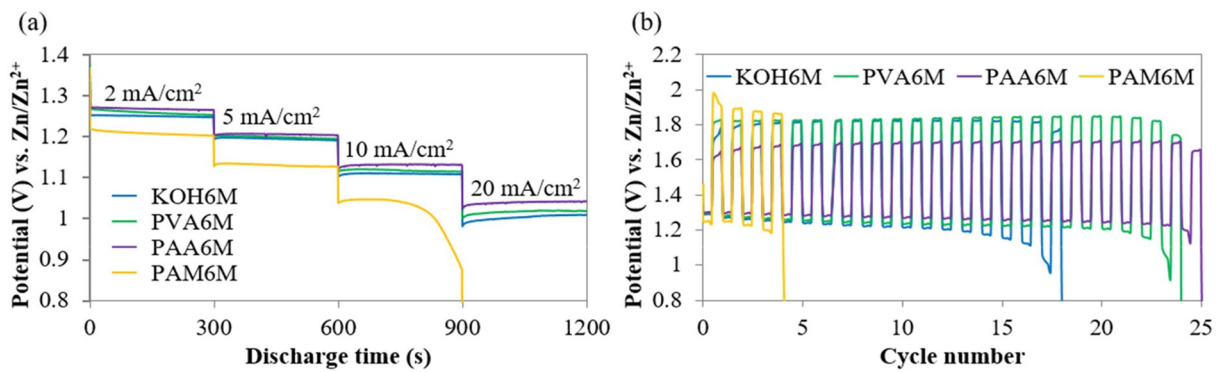 (a)
Potential (V) vs. Zn/Zn²⁺
1.4
1.3
1.2
1.1
1
0.9
0.8
2 mA/cm²
5 mA/cm²
10 mA/cm²
20 mA/cm²
KOH6M
PVA6M
PAA6M
PAM6M
0 300 600 900 1200
Discharge time (s)
(b)
Potential (V) vs. Zn/Zn²⁺
2.2
2
1.8
1.6
1.4
1.2
1
0.8
KOH6M PVA6M PAA6M PAM6M
0 5 10 15 20 25
Cycle number